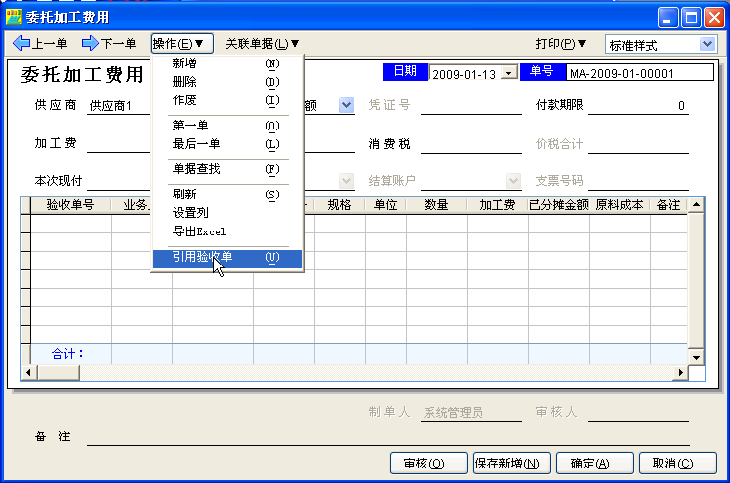 委托加工费用
上一单 下一单 操作(E)▼ 关联单据(L)▼ 打印(P)▼ 标准样式
委托加工费用 日期 2009-01-13 单号 MA-2009-01-00001
新增 (N)
删除 (D)
作废 (I)
第一单
最后一单 (L)
单据查找 (F)
刷新 (S)
设置列
导出Excel
引用验收单 (U)
供应商 供应商1 额 凭证号 付款期限 0
加工费 消费税 价税合计
本次现付 结算账户 支票号码
验收单号 业务 规格 单位 数量 加工费 已分摊金额 原料成本 备注
合计：
制单人 系统管理员 审核人
备 注
审核(O) 保存新增(N) 确定(A) 取消(C)